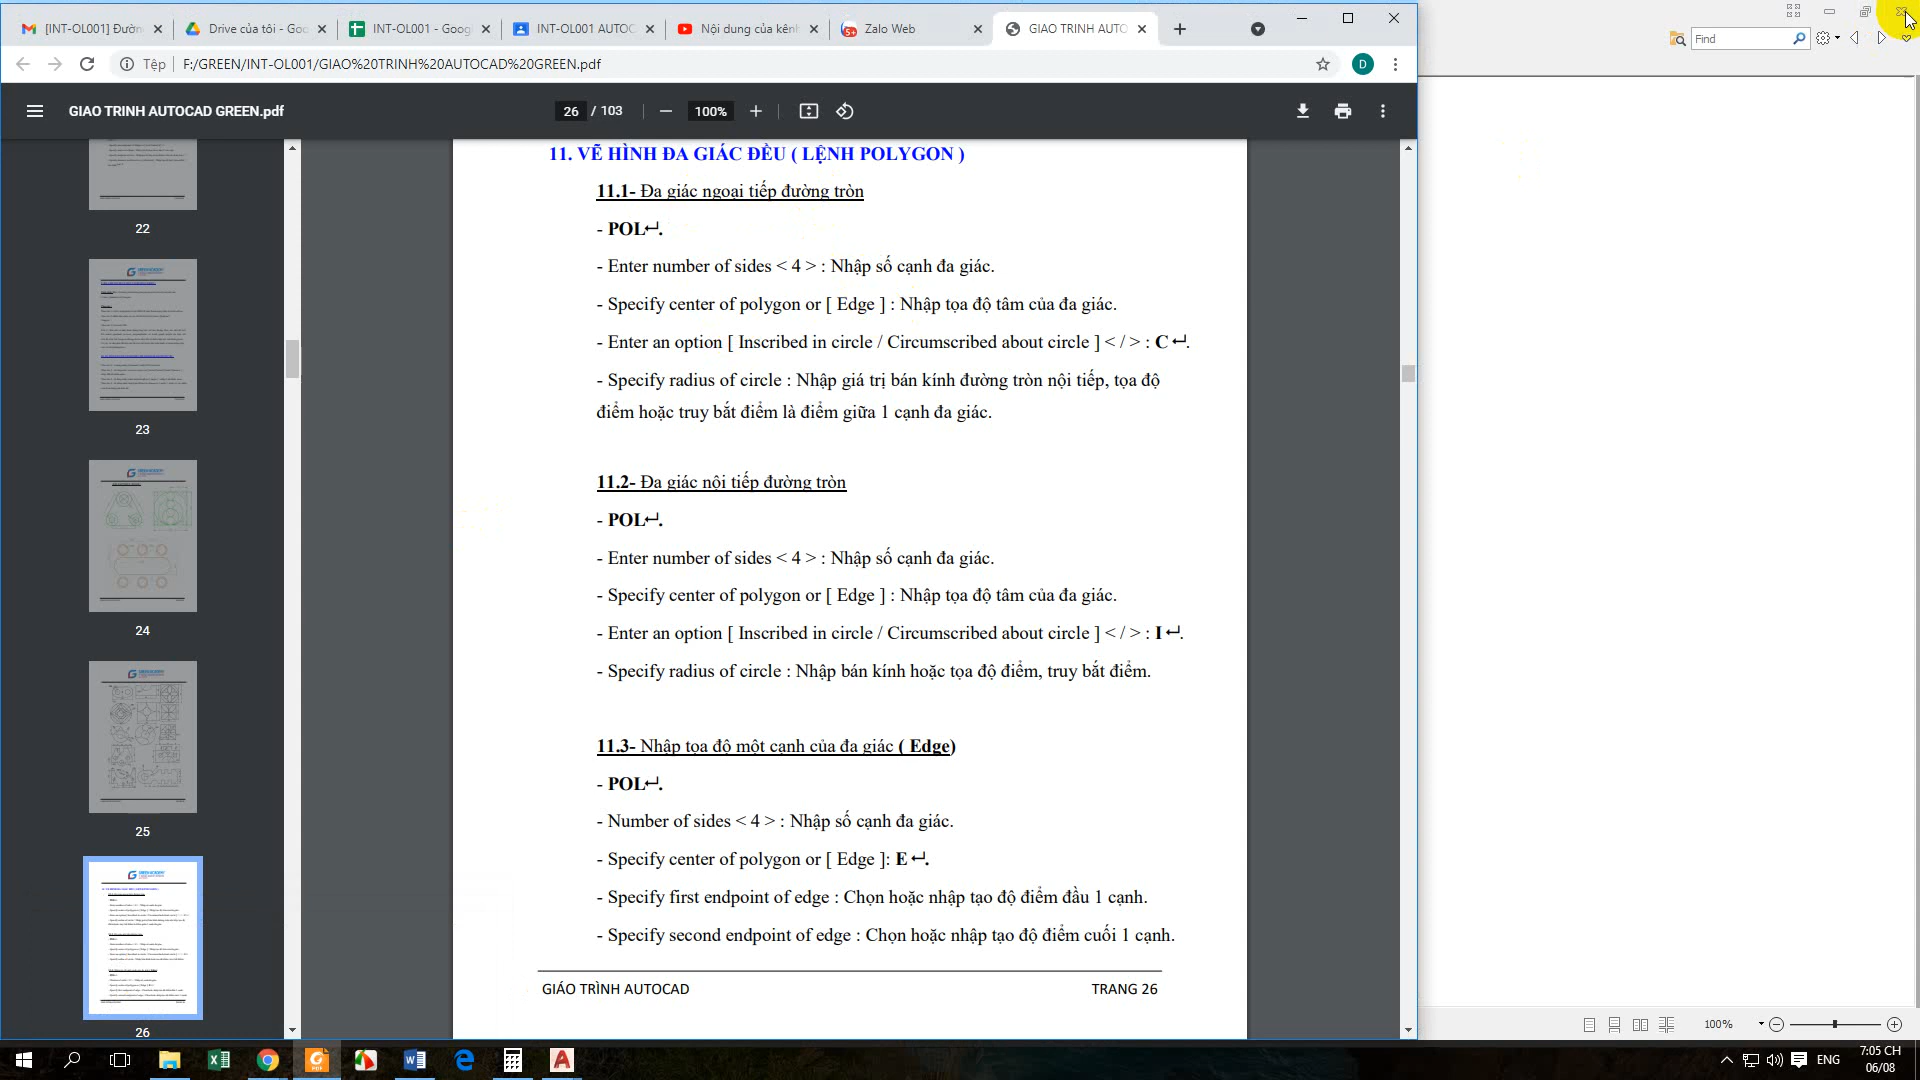 [INT-OL001] Đườn
Drive của tôi - Goo
INT-OL001 - Googl
INT-OL001 AUTOC
Nội dung của kênh
Zalo Web
GIAO TRINH AUTO
Find
Tệp
F:/GREEN/INT-OL001/GIAO%20TRINH%20AUTOCAD%20GREEN.pdf
D
GIAO TRINH AUTOCAD GREEN.pdf
26 / 103
100%
22
23
24
25
26
11. VẼ HÌNH ĐA GIÁC ĐỀU ( LỆNH POLYGON )
11.1- Đa giác ngoại tiếp đường tròn
- POL↵.
- Enter number of sides < 4 > : Nhập số cạnh đa giác.
- Specify center of polygon or [ Edge ] : Nhập tọa độ tâm của đa giác.
- Enter an option [ Inscribed in circle / Circumscribed about circle ] < / > : C ↵.
- Specify radius of circle : Nhập giá trị bán kính đường tròn nội tiếp, tọa độ
điểm hoặc truy bắt điểm là điểm giữa 1 cạnh đa giác.
11.2- Đa giác nội tiếp đường tròn
- POL↵.
- Enter number of sides < 4 > : Nhập số cạnh đa giác.
- Specify center of polygon or [ Edge ] : Nhập tọa độ tâm của đa giác.
- Enter an option [ Inscribed in circle / Circumscribed about circle ] < / > : I ↵.
- Specify radius of circle : Nhập bán kính hoặc tọa độ điểm, truy bắt điểm.
11.3- Nhập tọa độ một cạnh của đa giác ( Edge)
- POL↵.
- Number of sides < 4 > : Nhập số cạnh đa giác.
- Specify center of polygon or [ Edge ]: E ↵.
- Specify first endpoint of edge : Chọn hoặc nhập tạo độ điểm đầu 1 cạnh.
- Specify second endpoint of edge : Chọn hoặc nhập tạo độ điểm cuối 1 cạnh.
GIÁO TRÌNH AUTOCAD
TRANG 26
100%
ENG
7:05 CH
06/08